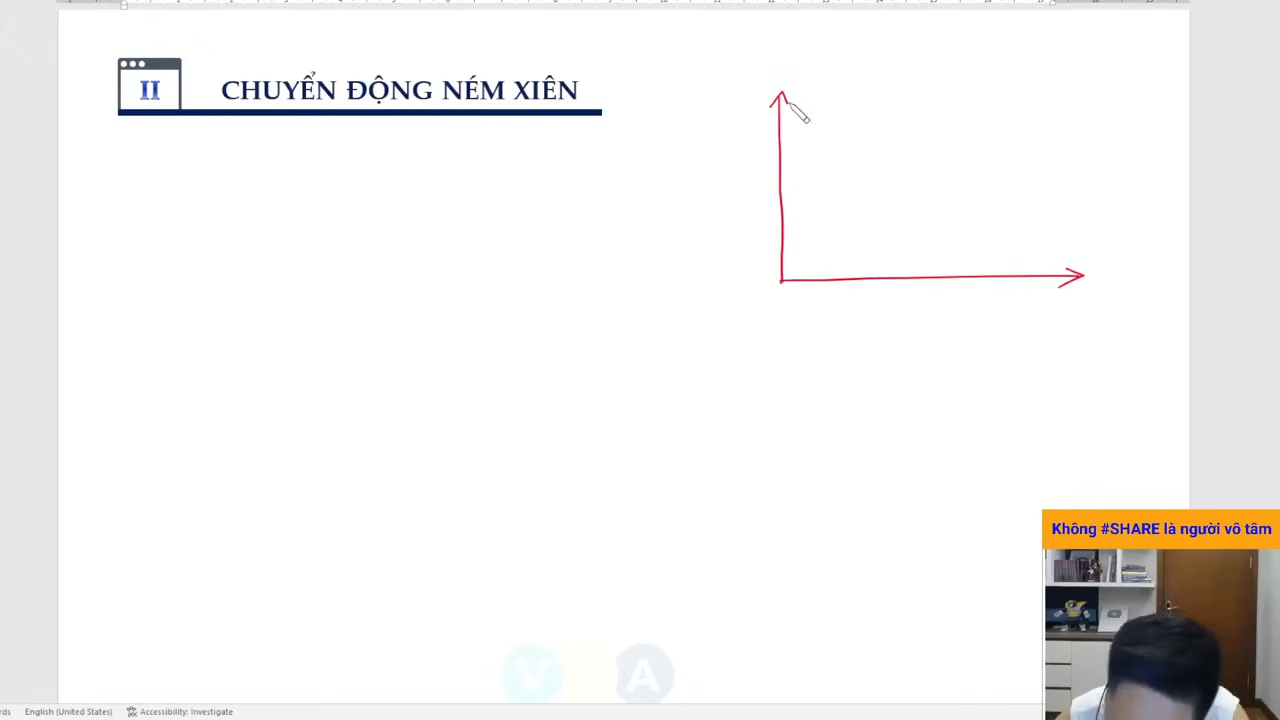 II CHUYỂN ĐỘNG NÉM XIÊN
Không #SHARE là người vô tâm
V A
English (United States) Accessibility: Investigate